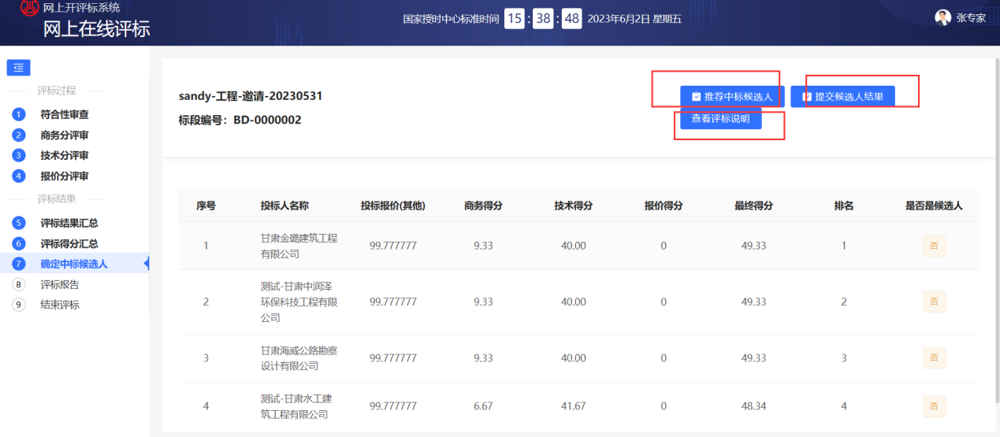 网上开评标系统
网上在线评标
国家授时中心标准时间 15 : 38 : 48 2023年6月2日 星期五
张专家
评标过程
1 符合性审查
2 商务分评审
3 技术分评审
4 报价分评审
评标结果
5 评标结果汇总
6 评标得分汇总
7 确定中标候选人
8 评标报告
9 结束评标
sandy-工程-邀请-20230531
标段编号：BD-0000002
推荐中标候选人 提交候选人结果
查看评标说明
序号 投标人名称 投标报价(其他) 商务得分 技术得分 报价得分 最终得分 排名 是否是候选人
甘肃金璐建筑工程
1 99.777777 9.33 40.00 0 49.33 1 否
有限公司
测试-甘肃中润泽
2 环保科技工程有限 99.777777 9.33 40.00 0 49.33 2 否
公司
甘肃海威公路勘察
3 99.777777 9.33 40.00 0 49.33 3 否
设计有限公司
测试-甘肃水工建
4 99.777777 6.67 41.67 0 48.34 4 否
筑工程有限公司